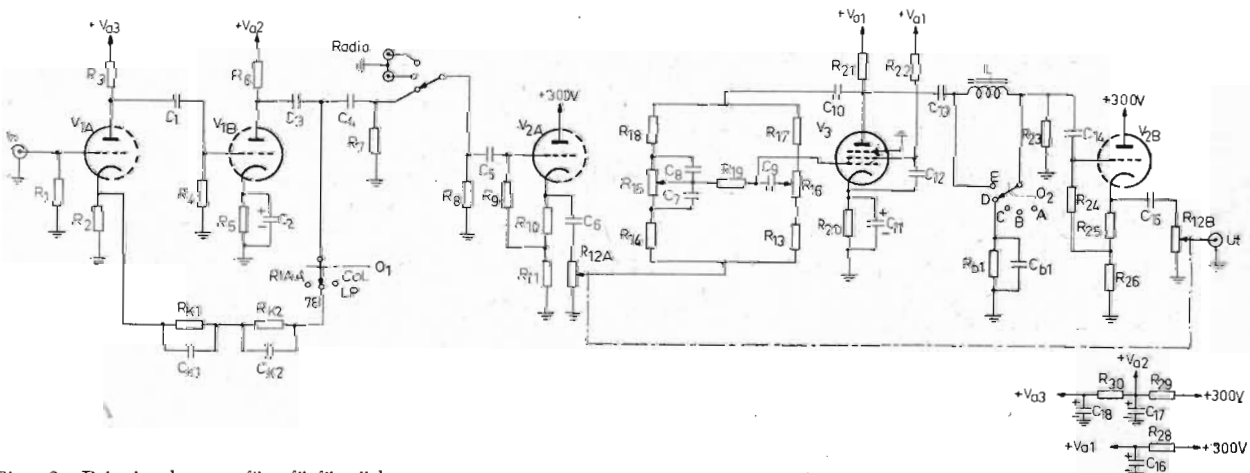 +Va3
+Va2
Radio
+Va1
+Va1
R3
R6
R21
R22
L
C1
C3
C4
+300V
C10
C13
+300V
V1A
V1B
R7
V2A
R18
R17
V3
R23
C14
V2B
R1
R4
C5
C8
R19
C9
R16
C12
E
R2
R5
C2
R8
R9
R15
C7
D
O2
R24
C15
R10
C6
R14
R13
R20
C11
C
B
A
R25
R12B
Ut
RIAA
COL
O1
R11
R12A
Rb1
Cb1
R26
78
LP
RK1
RK2
CK1
CK2
+Va2
+Va3
R30
R29
+300V
C18
C17
R28
+Va1
+300V
C16